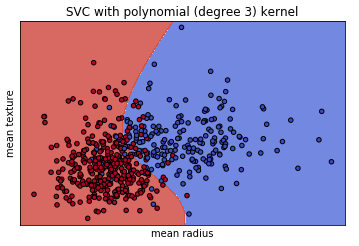 SVC with polynomial (degree 3) kernel
mean texture
mean radius